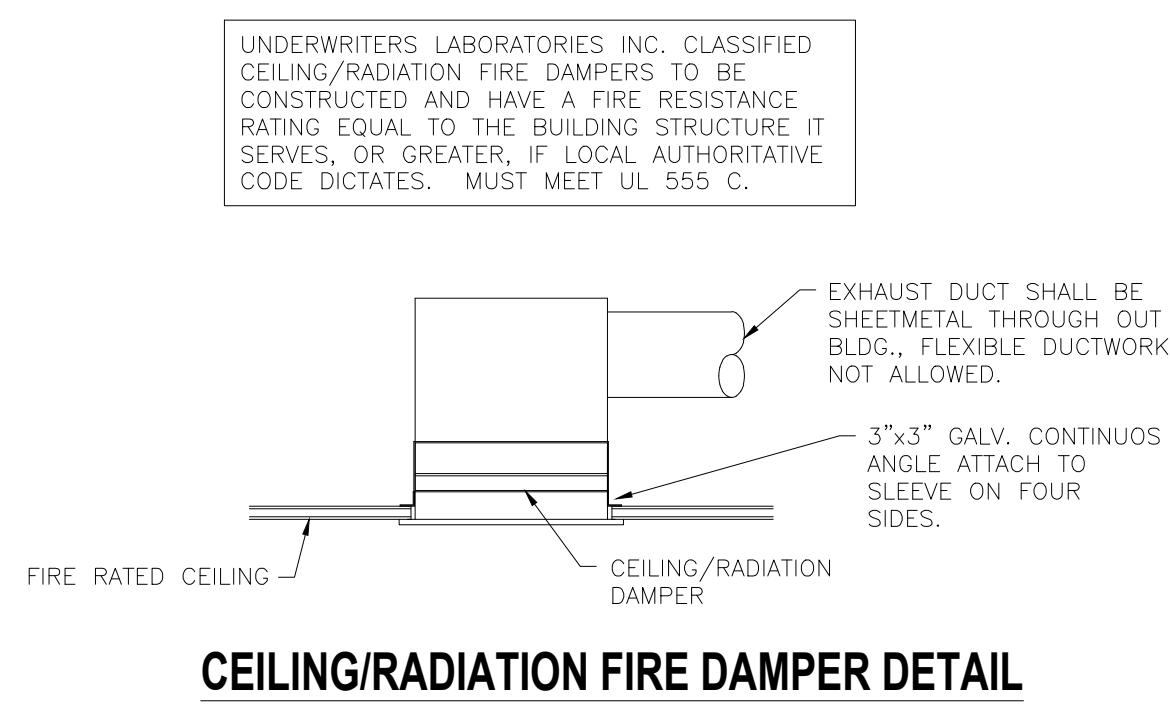 UNDERWRITERS LABORATORIES INC. CLASSIFIED
CEILING/RADIATION FIRE DAMPERS TO BE
CONSTRUCTED AND HAVE A FIRE RESISTANCE
RATING EQUAL TO THE BUILDING STRUCTURE IT
SERVES, OR GREATER, IF LOCAL AUTHORITATIVE
CODE DICTATES. MUST MEET UL 555 C.
EXHAUST DUCT SHALL BE
SHEETMETAL THROUGH OUT
BLDG., FLEXIBLE DUCTWORK
NOT ALLOWED.
3"x3" GALV. CONTINUOS
ANGLE ATTACH TO
SLEEVE ON FOUR
SIDES.
FIRE RATED CEILING
CEILING/RADIATION
DAMPER
CEILING/RADIATION FIRE DAMPER DETAIL